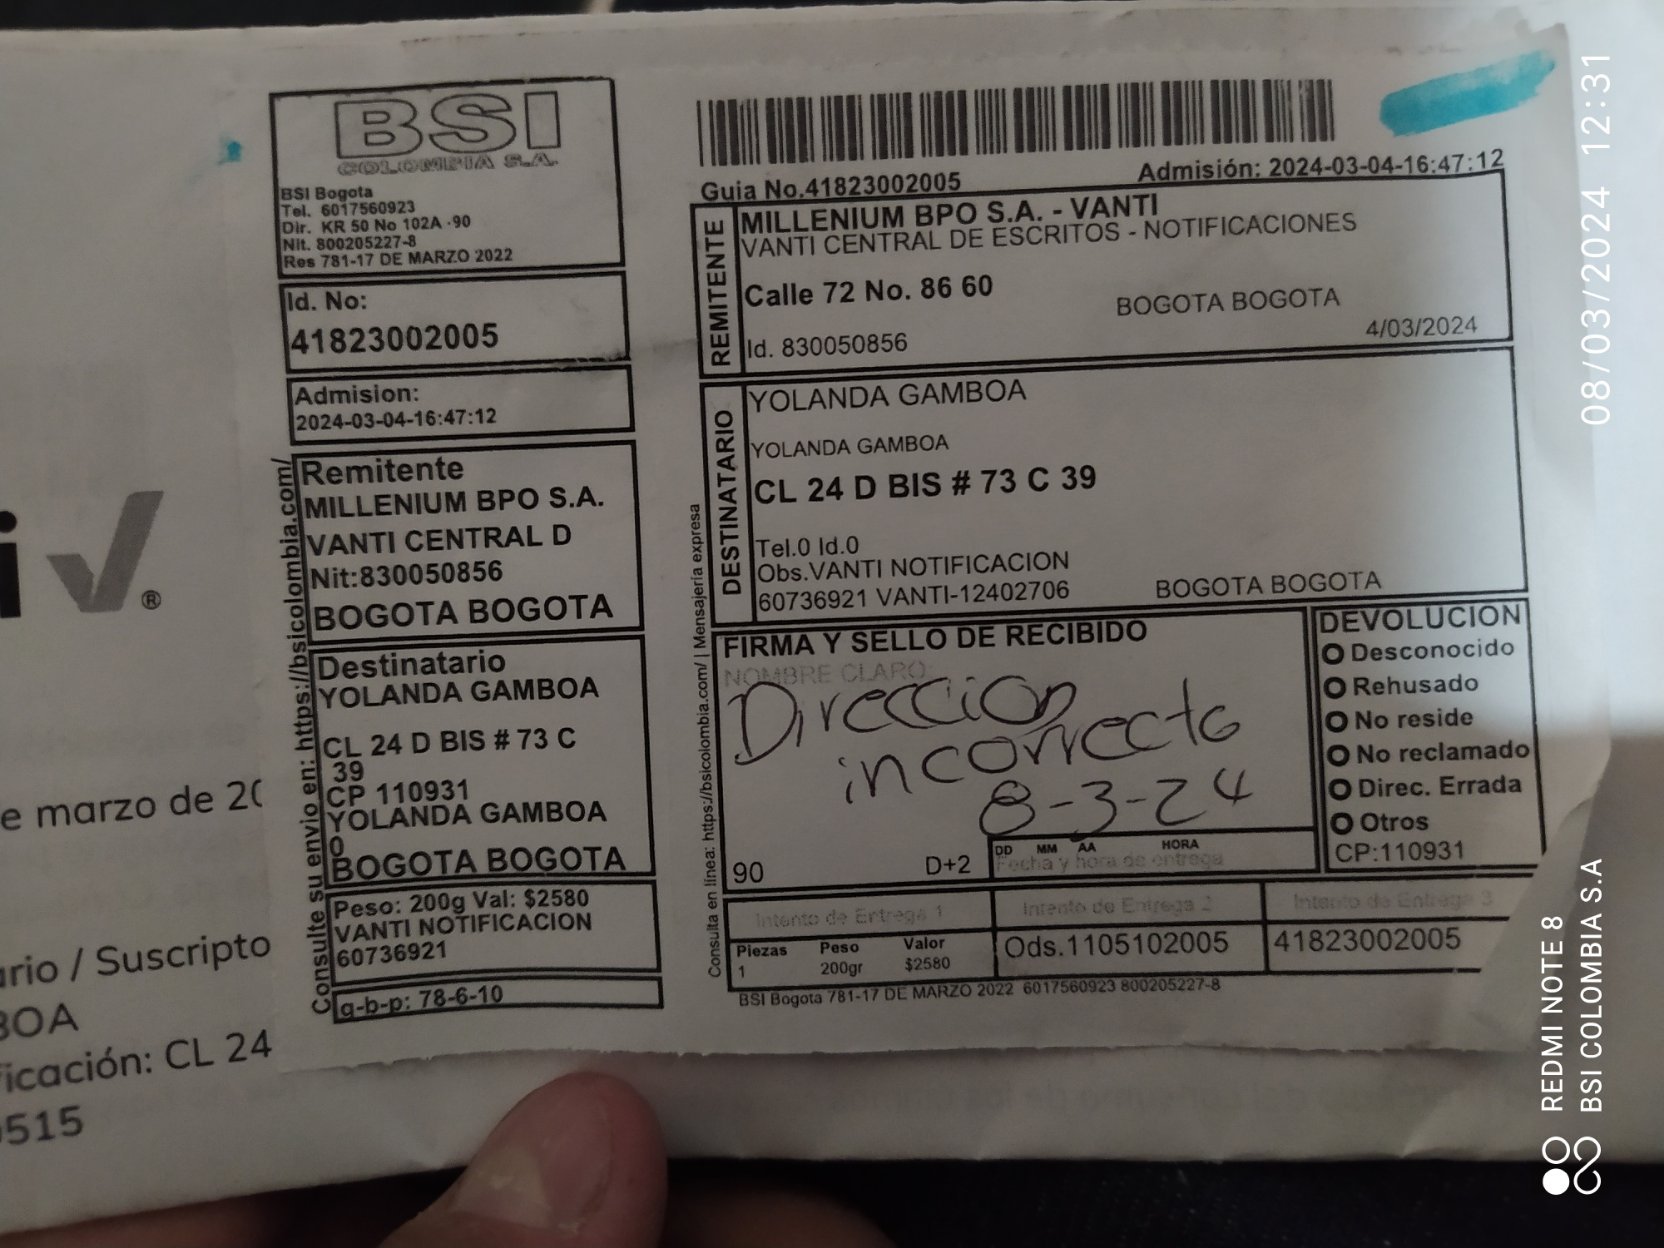 BSI
COLOMBIA S.A.
BSI Bogota
Tel. 6017560923
Dir. KR 50 No 102A -90
Nit. 800205227-8
Res 781-17 DE MARZO 2022
Id. No:
41823002005
Admision:
2024-03-04-16:47:12
Remitente
MILLENIUM BPO S.A.
VANTI CENTRAL D
Nit:830050856
BOGOTA BOGOTA
Destinatario
YOLANDA GAMBOA
CL 24 D BIS # 73 C
39
CP 110931
YOLANDA GAMBOA
0
BOGOTA BOGOTA
Peso: 200g Val: $2580
VANTI NOTIFICACION
60736921
q-b-p: 78-6-10
Consulte su envio en: https://bsicolombia.com/
Guia No.41823002005
Admisión: 2024-03-04-16:47:12
REMITENTE
MILLENIUM BPO S.A. - VANTI
VANTI CENTRAL DE ESCRITOS - NOTIFICACIONES
Calle 72 No. 86 60
BOGOTA BOGOTA
4/03/2024
Id. 830050856
DESTINATARIO
YOLANDA GAMBOA
YOLANDA GAMBOA
CL 24 D BIS # 73 C 39
Tel.0 Id.0
Obs.VANTI NOTIFICACION
60736921 VANTI-12402706
BOGOTA BOGOTA
Consulta en línea: https://bsicolombia.com/ | Mensajería expresa
FIRMA Y SELLO DE RECIBIDO
NOMBRE CLARO:
Dirección
incorrecta
8-3-24
90
D+2
DD MM AA HORA
Fecha y hora de entrega
DEVOLUCION
Desconocido
Rehusado
No reside
No reclamado
Direc. Errada
Otros
CP:110931
Intento de Entrega 1
Intento de Entrega 2
Intento de Entrega 3
Piezas Peso Valor
1 200gr $2580
Ods.1105102005
41823002005
BSI Bogota 781-17 DE MARZO 2022 6017560923 800205227-8
i ®
e marzo de 20
rio / Suscripto
BOA
ficación: CL 24
515
08/03/2024 12:31
REDMI NOTE 8
BSI COLOMBIA S.A